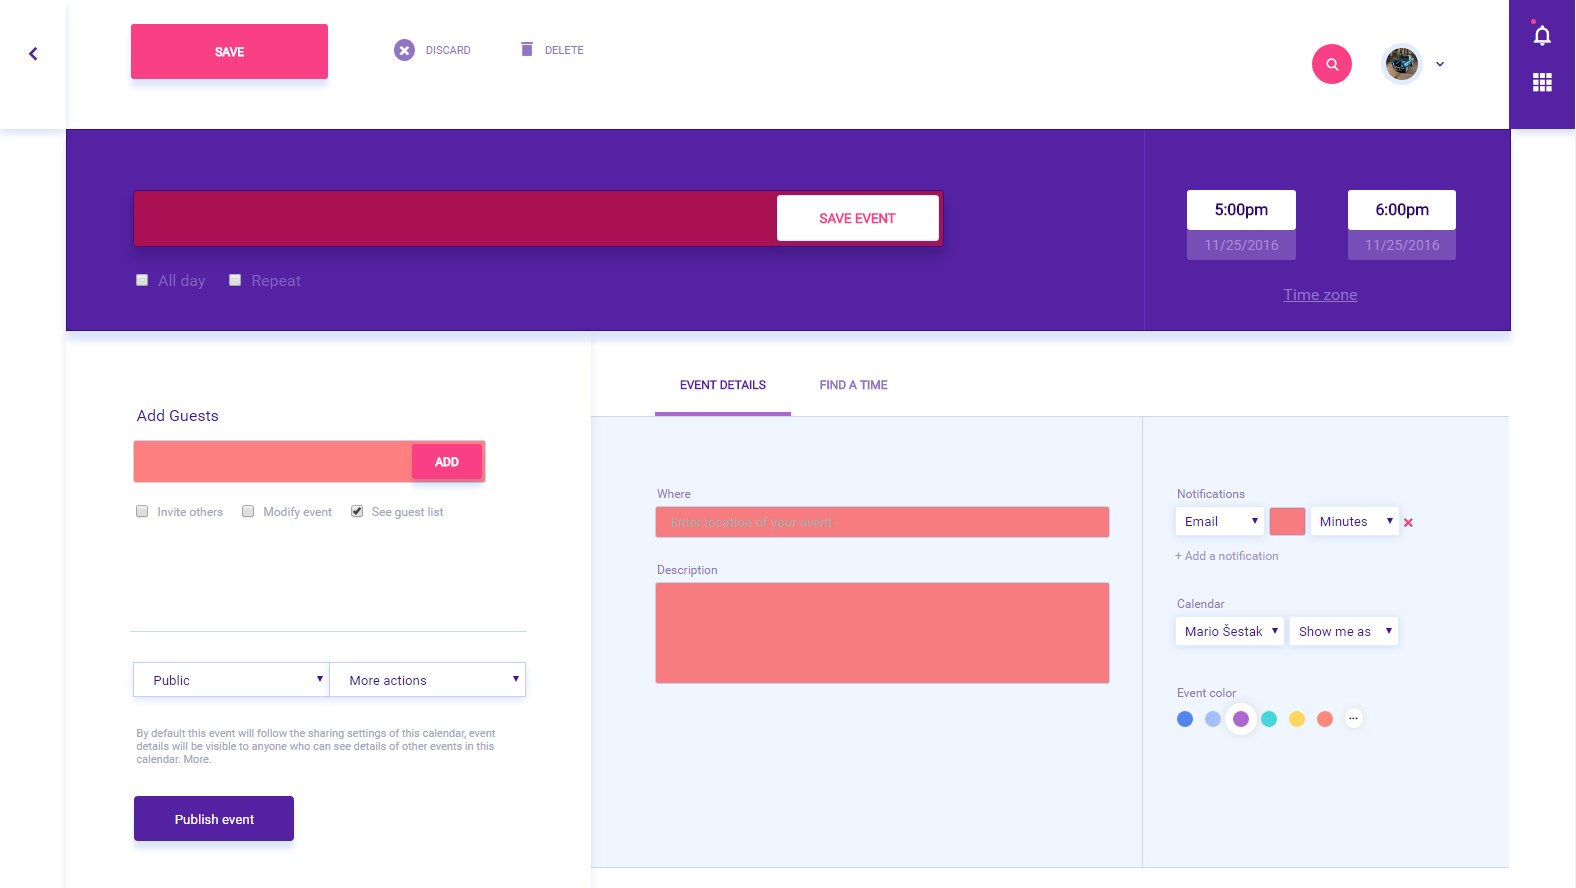 SAVE
DISCARD
DELETE
SAVE EVENT
All day
Repeat
5:00pm
11/25/2016
6:00pm
11/25/2016
Time zone
Add Guests
ADD
Invite others
Modify event
See guest list
Public
More actions
By default this event will follow the sharing settings of this calendar, event
details will be visible to anyone who can see details of other events in this
calendar. More.
Publish event
EVENT DETAILS
FIND A TIME
Where
Enter location of your event
Description
Notifications
Email
Minutes
+ Add a notification
Calendar
Mario Šestak
Show me as
Event color